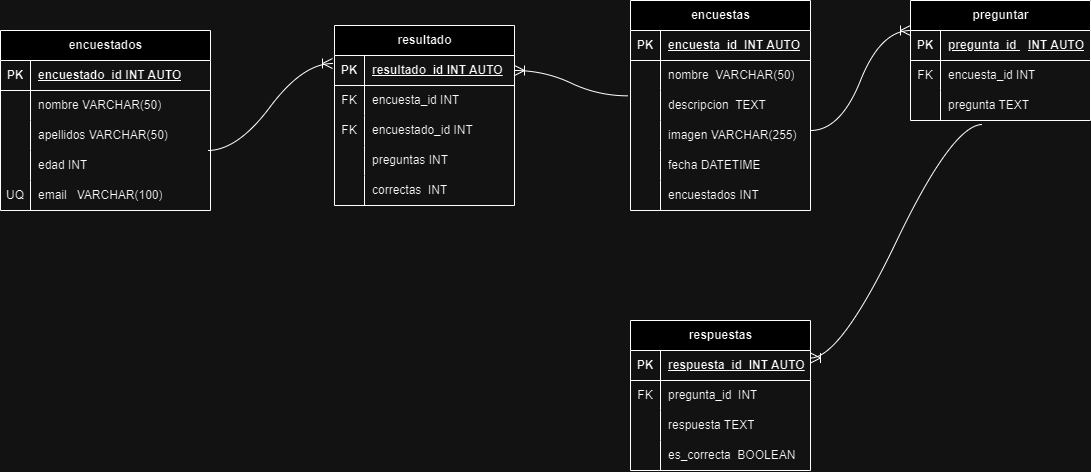 encuestados
PK encuestado_id INT AUTO
nombre VARCHAR(50)
apellidos VARCHAR(50)
edad INT
UQ email VARCHAR(100)
resultado
PK resultado_id INT AUTO
FK encuesta_id INT
FK encuestado_id INT
preguntas INT
correctas INT
encuestas
PK encuesta_id INT AUTO
nombre VARCHAR(50)
descripcion TEXT
imagen VARCHAR(255)
fecha DATETIME
encuestados INT
preguntar
PK pregunta_id INT AUTO
FK encuesta_id INT
pregunta TEXT
respuestas
PK respuesta_id INT AUTO
FK pregunta_id INT
respuesta TEXT
es_correcta BOOLEAN